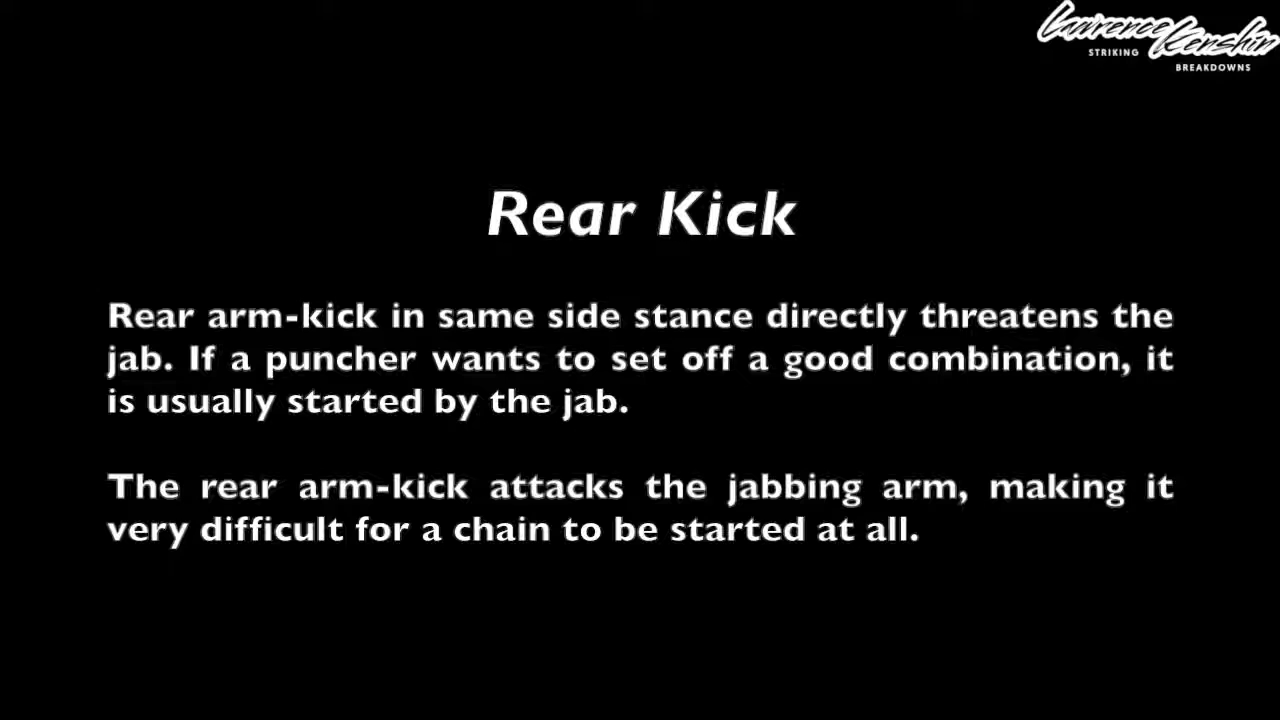 Lawrence Kenshin
STRIKING
BREAKDOWNS
Rear Kick
Rear arm-kick in same side stance directly threatens the
jab. If a puncher wants to set off a good combination, it
is usually started by the jab.
The rear arm-kick attacks the jabbing arm, making it
very difficult for a chain to be started at all.